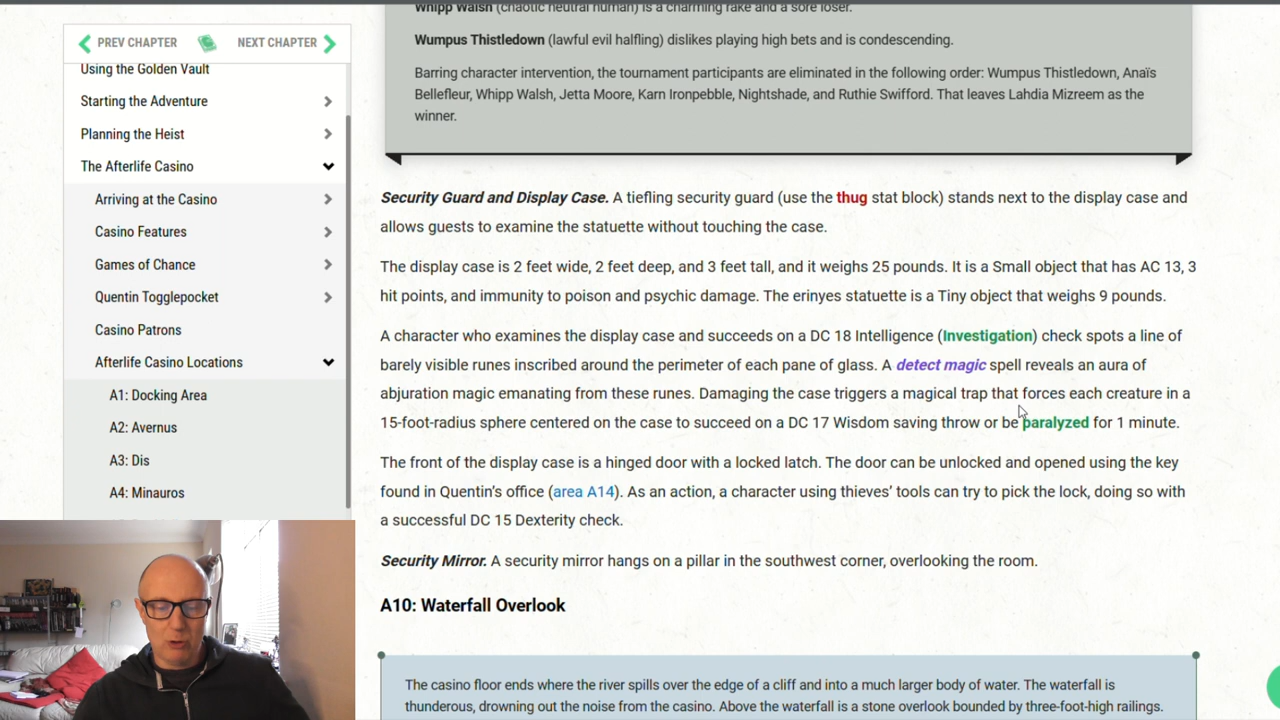 Whipp Walsh (chaotic neutral human) is a charming rake and a sore loser.
PREV CHAPTER
NEXT CHAPTER
Using the Golden Vault
Starting the Adventure
Planning the Heist
The Afterlife Casino
Arriving at the Casino
Casino Features
Games of Chance
Quentin Togglepocket
Casino Patrons
Afterlife Casino Locations
A1: Docking Area
A2: Avernus
A3: Dis
A4: Minauros
Wumpus Thistledown (lawful evil halfling) dislikes playing high bets and is condescending.
Barring character intervention, the tournament participants are eliminated in the following order: Wumpus Thistledown, Anaïs
Bellefleur, Whipp Walsh, Jetta Moore, Karn Ironpebble, Nightshade, and Ruthie Swifford. That leaves Lahdia Mizreem as the
winner.
Security Guard and Display Case. A tiefling security guard (use the thug stat block) stands next to the display case and
allows guests to examine the statuette without touching the case.
The display case is 2 feet wide, 2 feet deep, and 3 feet tall, and it weighs 25 pounds. It is a Small object that has AC 13, 3
hit points, and immunity to poison and psychic damage. The erinyes statuette is a Tiny object that weighs 9 pounds.
A character who examines the display case and succeeds on a DC 18 Intelligence (Investigation) check spots a line of
barely visible runes inscribed around the perimeter of each pane of glass. A detect magic spell reveals an aura of
abjuration magic emanating from these runes. Damaging the case triggers a magical trap that forces each creature in a
15-foot-radius sphere centered on the case to succeed on a DC 17 Wisdom saving throw or be paralyzed for 1 minute.
The front of the display case is a hinged door with a locked latch. The door can be unlocked and opened using the key
found in Quentin's office (area A14). As an action, a character using thieves' tools can try to pick the lock, doing so with
a successful DC 15 Dexterity check.
Security Mirror. A security mirror hangs on a pillar in the southwest corner, overlooking the room.
A10: Waterfall Overlook
The casino floor ends where the river spills over the edge of a cliff and into a much larger body of water. The waterfall is
thunderous, drowning out the noise from the casino. Above the waterfall is a stone overlook bounded by three-foot-high railings.